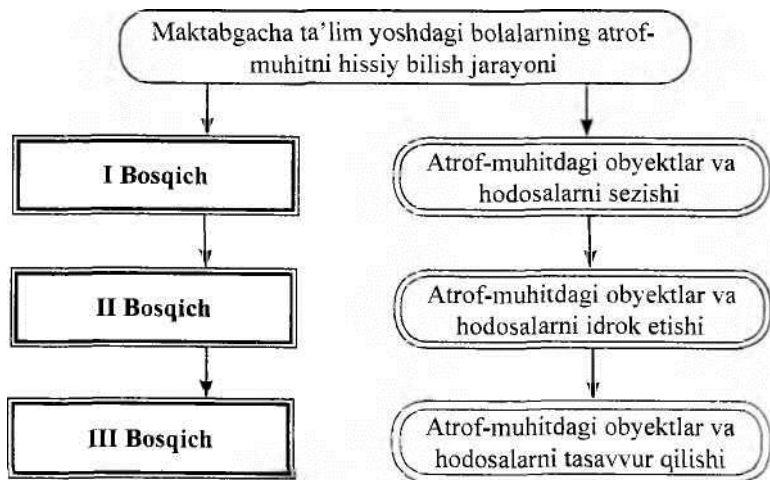 Maktabgacha ta’lim yoshdagi bolalarning atrof-
muhitni hissiy bilish jarayoni
I Bosqich
Atrof-muhitdagi obyektlar va
hodosalarni sezishi
II Bosqich
Atrof-muhitdagi obyektlar va
hodosalarni idrok etishi
III Bosqich
Atrof-muhitdagi obyektlar va
hodosalarni tasavvur qilishi